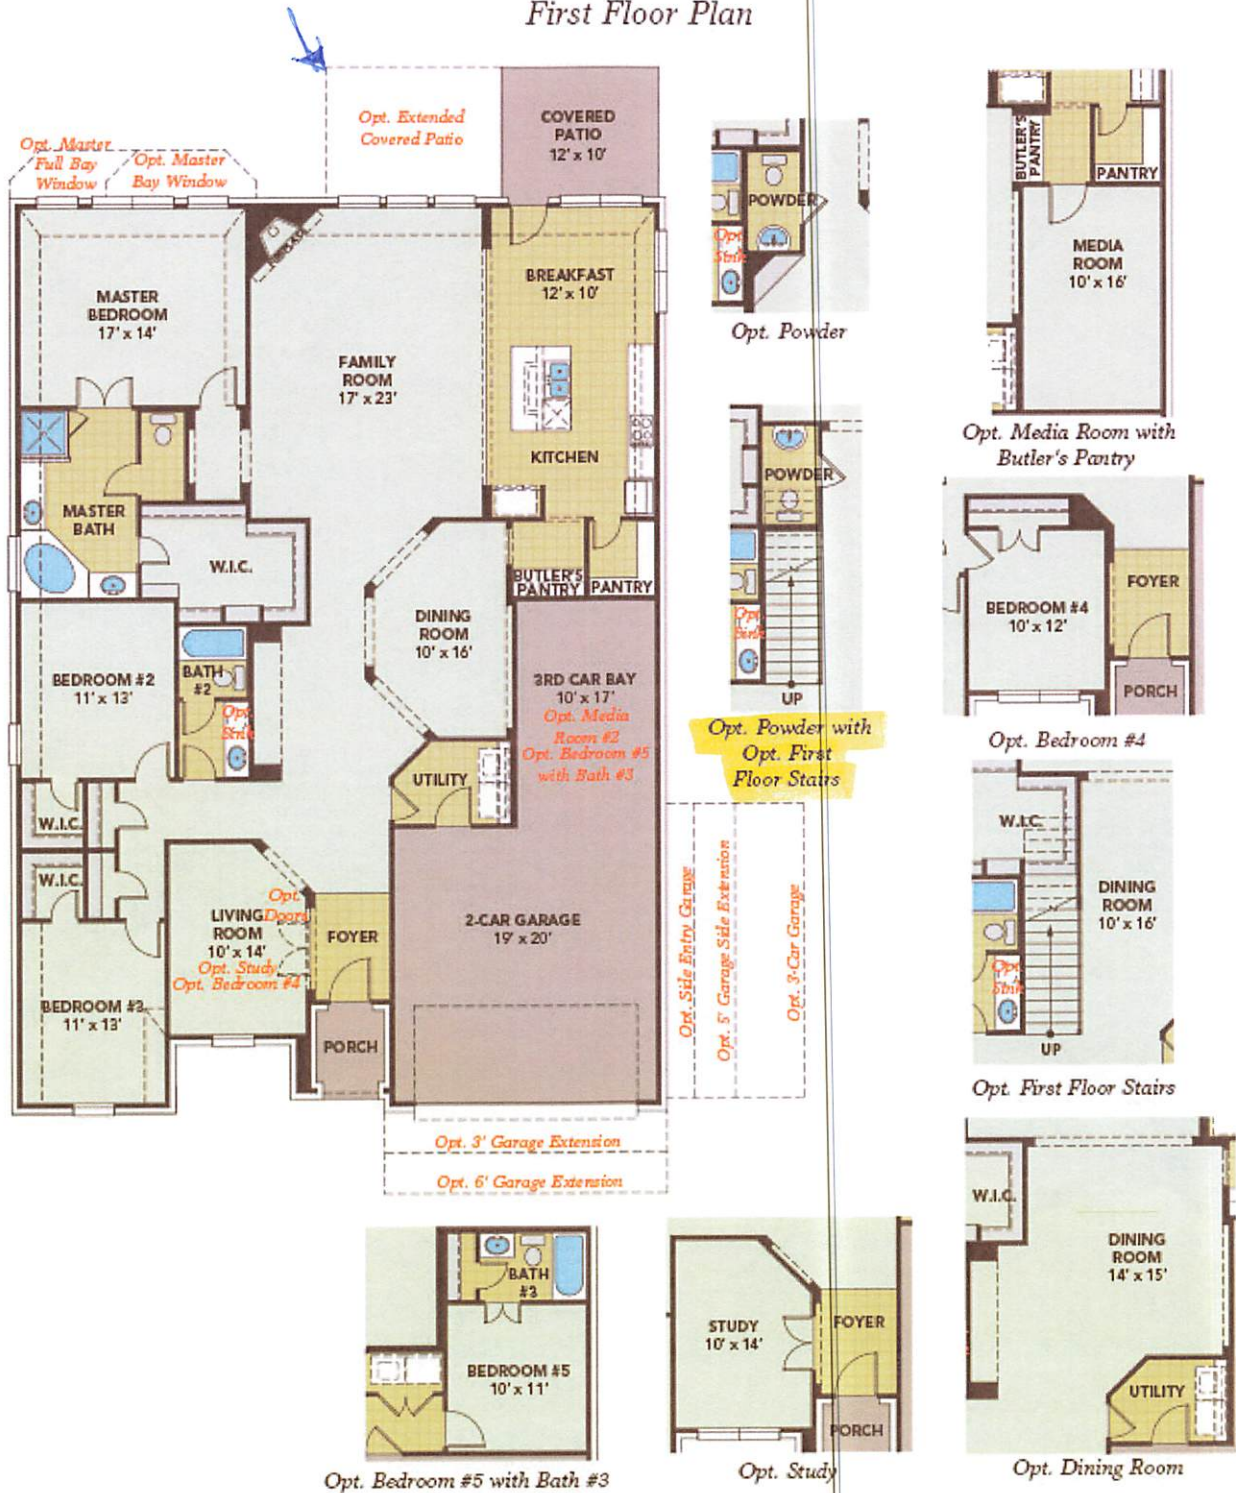 First Floor Plan
Opt. Extended
Covered Patio
COVERED
PATIO
12' x 10'
Opt. Master
Full Bay
Window
Opt. Master
Bay Window
MASTER
BEDROOM
17' x 14'
FAMILY
ROOM
17' x 23'
BREAKFAST
12' x 10'
KITCHEN
MASTER
BATH
W.I.C.
BUTLER'S
PANTRY
PANTRY
DINING
ROOM
10' x 16'
BEDROOM #2
11' x 13'
BATH
#2
Opt.
Sink
3RD CAR BAY
10' x 17'
Opt. Media
Room #2
Opt. Bedroom #5
with Bath #3
UTILITY
W.I.C.
W.I.C.
LIVING
ROOM
10' x 14'
Opt. Study
Opt. Bedroom #4
Opt.
Doors
FOYER
2-CAR GARAGE
19' x 20'
BEDROOM #3
11' x 13'
PORCH
Opt. Side Entry Garage
Opt. 5' Garage Side Extension
Opt. 3-Car Garage
Opt. 3' Garage Extension
Opt. 6' Garage Extension
POWDER
Opt.
Sink
Opt. Powder
POWDER
Opt.
Sink
UP
Opt. Powder with
Opt. First
Floor Stairs
BUTLER'S
PANTRY
PANTRY
MEDIA
ROOM
10' x 16'
Opt. Media Room with
Butler's Pantry
BEDROOM #4
10' x 12'
FOYER
PORCH
Opt. Bedroom #4
W.I.C.
DINING
ROOM
10' x 16'
Opt.
Sink
UP
Opt. First Floor Stairs
W.I.C.
DINING
ROOM
14' x 15'
UTILITY
Opt. Dining Room
BATH
#3
BEDROOM #5
10' x 11'
Opt. Bedroom #5 with Bath #3
STUDY
10' x 14'
FOYER
PORCH
Opt. Study